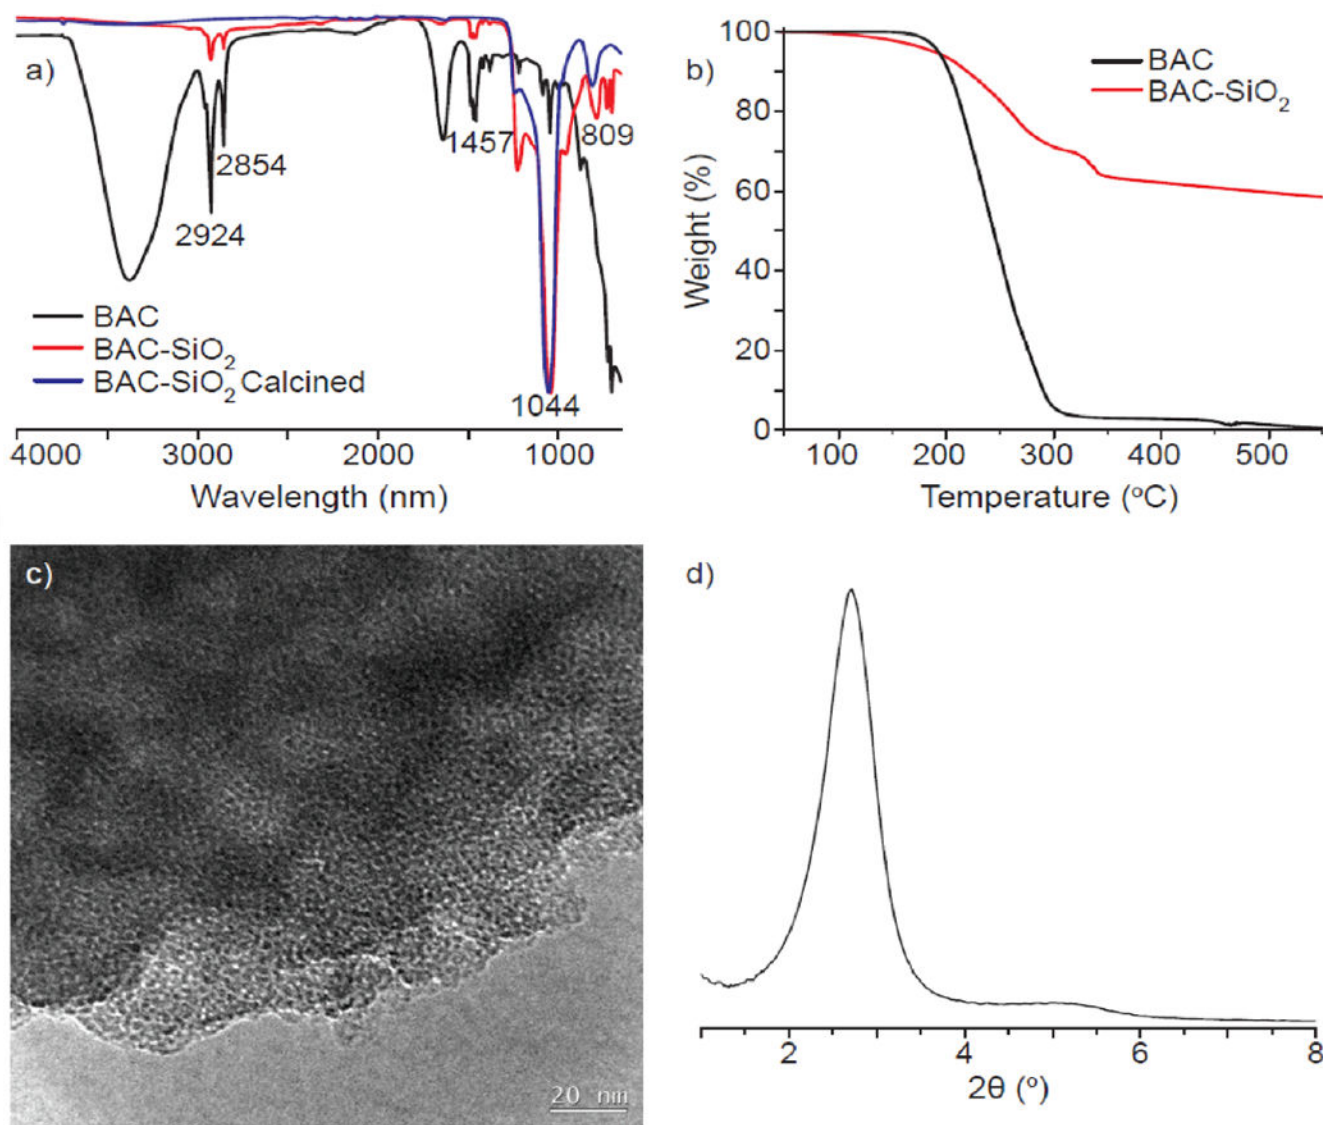 a)
2924
2854
1457
809
1044
BAC
BAC-SiO₂
BAC-SiO₂ Calcined
4000 3000 2000 1000
Wavelength (nm)
b)
BAC
BAC-SiO₂
100
80
60
40
20
0
Weight (%)
100 200 300 400 500
Temperature (°C)
c)
20 nm
d)
2 4 6 8
2θ (°)